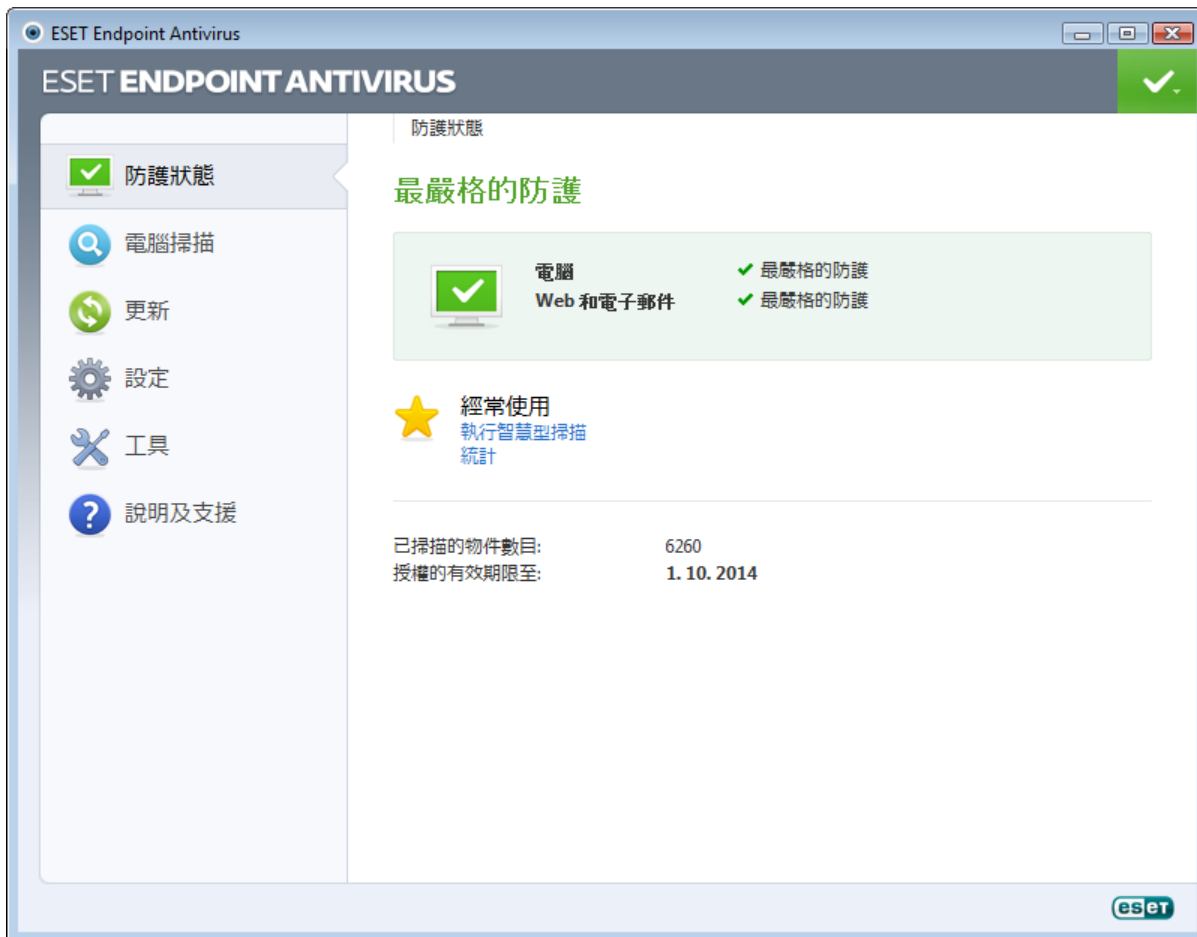 ESET Endpoint Antivirus
ESET ENDPOINT ANTIVIRUS
防護狀態
防護狀態
電腦掃描
更新
設定
工具
說明及支援
最嚴格的防護
電腦 最嚴格的防護
Web 和電子郵件 最嚴格的防護
經常使用
執行智慧型掃描
統計
已掃描的物件數目: 6260
授權的有效期限至: 1. 10. 2014
eseT